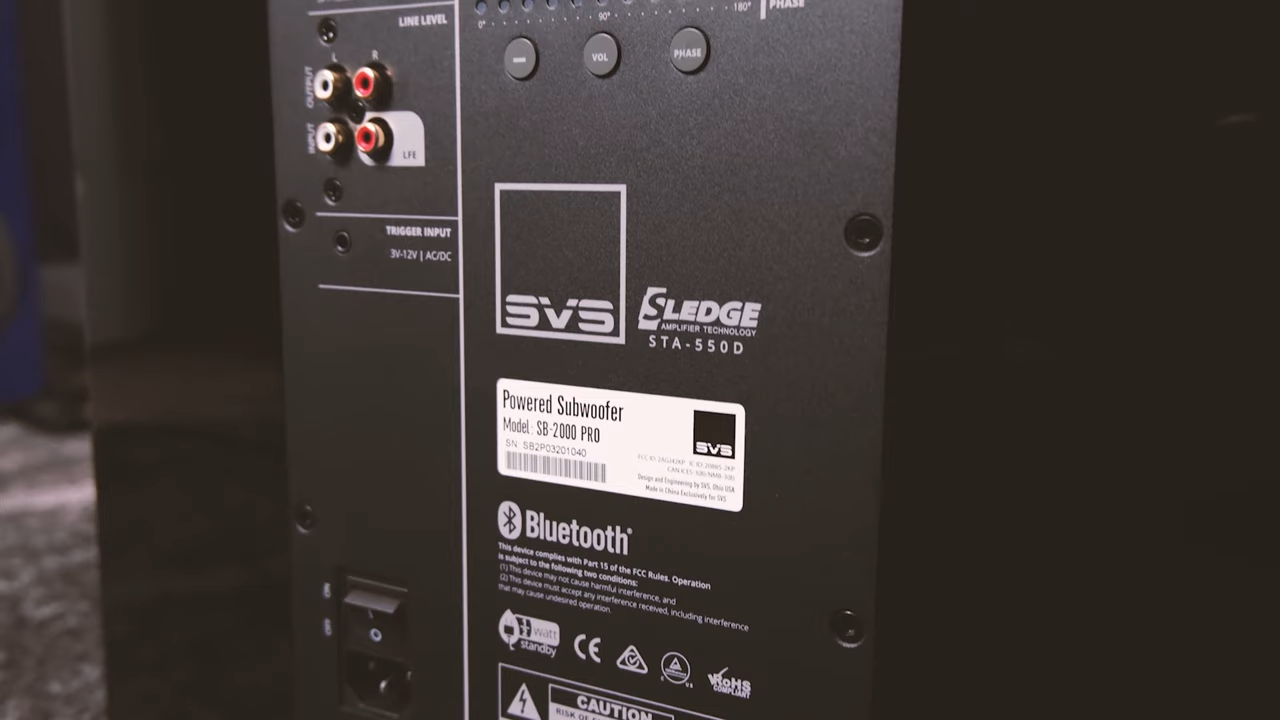 LINE LEVEL
L R
OUTPUT
INPUT
LFE
TRIGGER INPUT
3V-12V | AC/DC
ON
OFF
0° 90° 180°
PHASE
VOL
PHASE
SVS
SLEDGE
AMPLIFIER TECHNOLOGY
STA-550D
Powered Subwoofer
Model: SB-2000 PRO
SN: SB2P03201040
SVS
Design and Engineering by SVS, Ohio USA
Made in China Exclusively for SVS
Bluetooth®
This device complies with Part 15 of the FCC Rules. Operation
is subject to the following two conditions:
(1) This device may not cause harmful interference, and
(2) This device must accept any interference received, including interference
that may cause undesired operation.
watt
standby
CE
RoHS
COMPLIANT
CAUTION